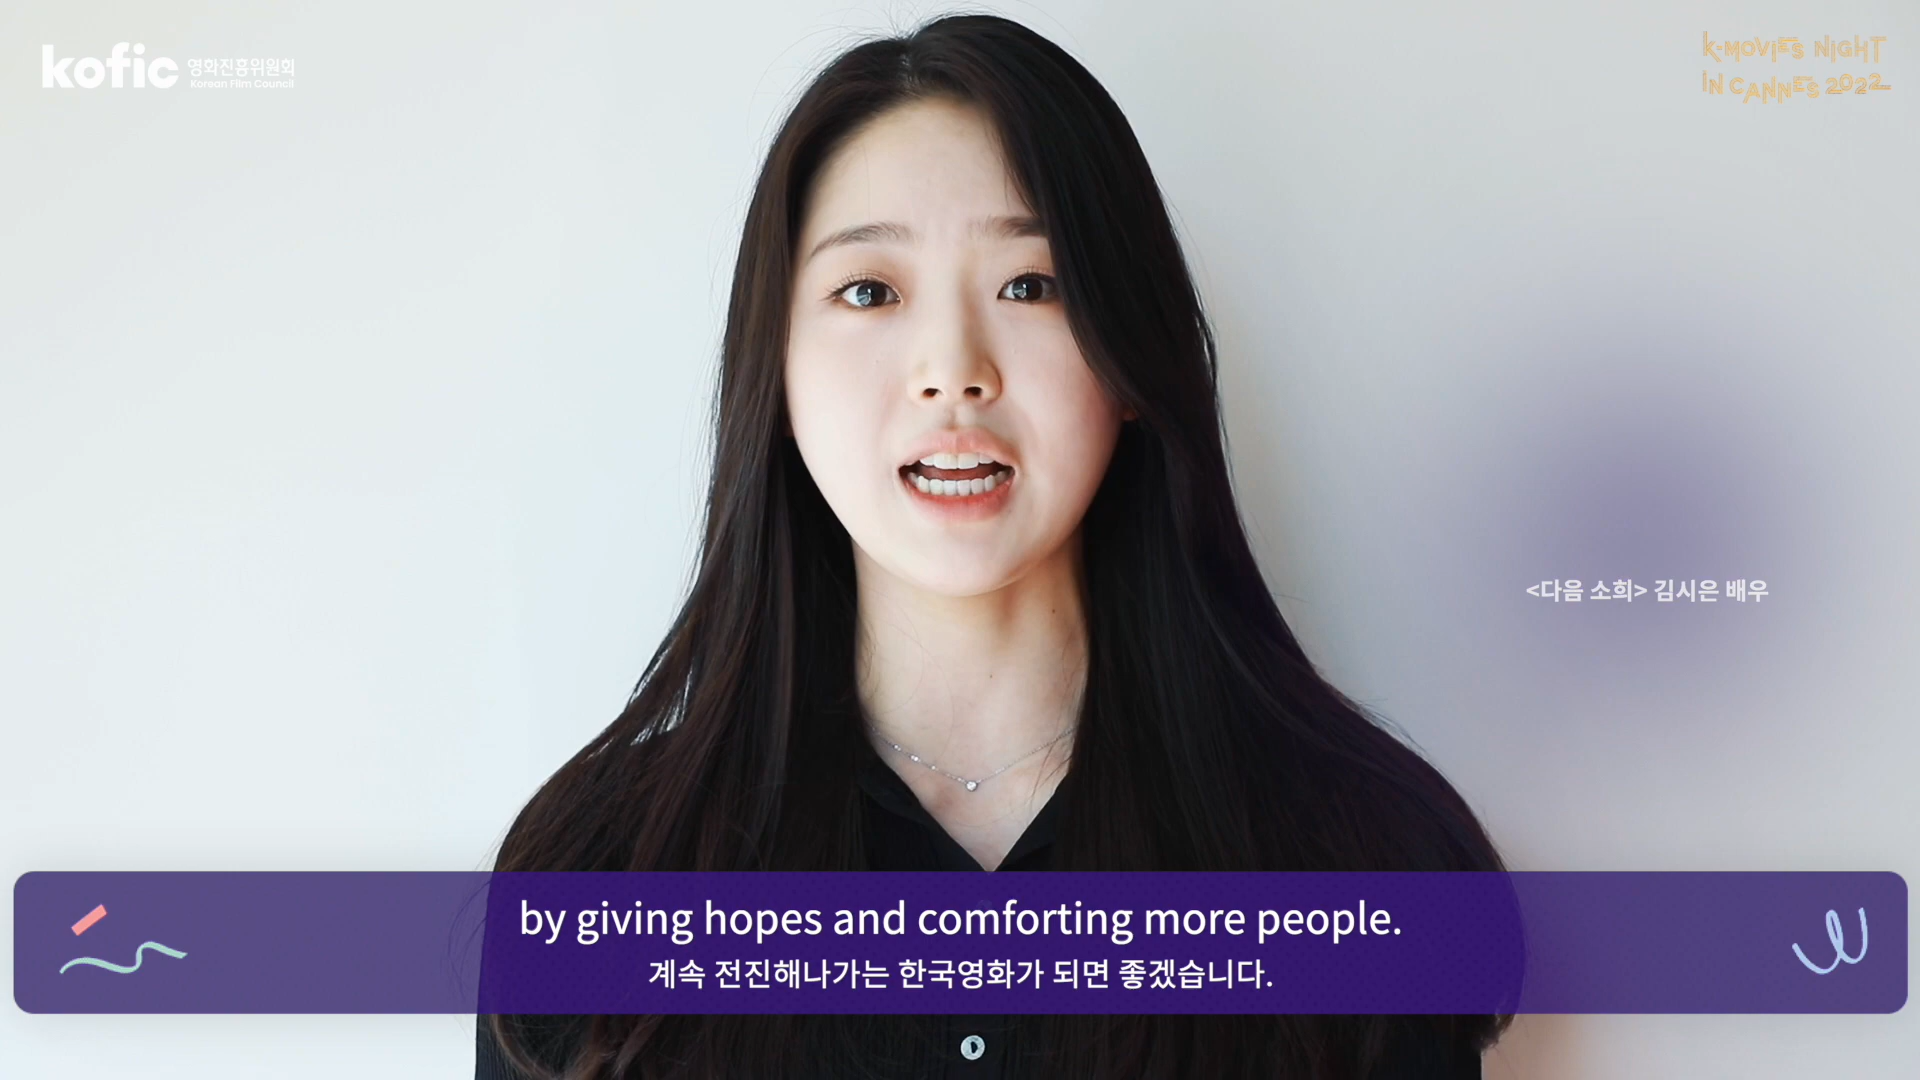 kofic 영화진흥위원회
Korean Film Council
K-MOVIES NIGHT
IN CANNES 2022
<다음 소희> 김시은 배우
by giving hopes and comforting more people.
계속 전진해나가는 한국영화가 되면 좋겠습니다.